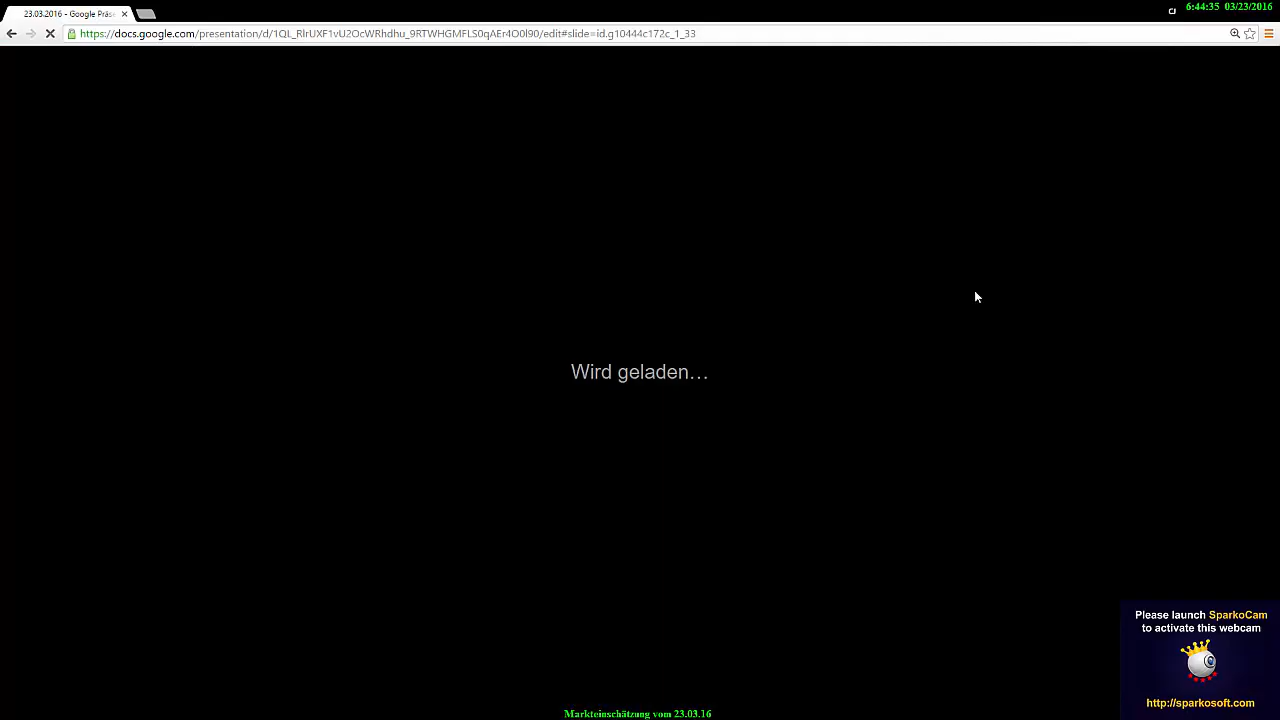 23.03.2016 - Google Präse
6:44:35 03/23/2016
https://docs.google.com/presentation/d/1QL_RlrUXF1vU2OcWRhdhu_9RTWHGMFLS0qAEr4O0l90/edit#slide=id.g10444c172c_1_33
Wird geladen…
Please launch SparkoCam
to activate this webcam
http://sparkosoft.com
Markteinschätzung vom 23.03.16